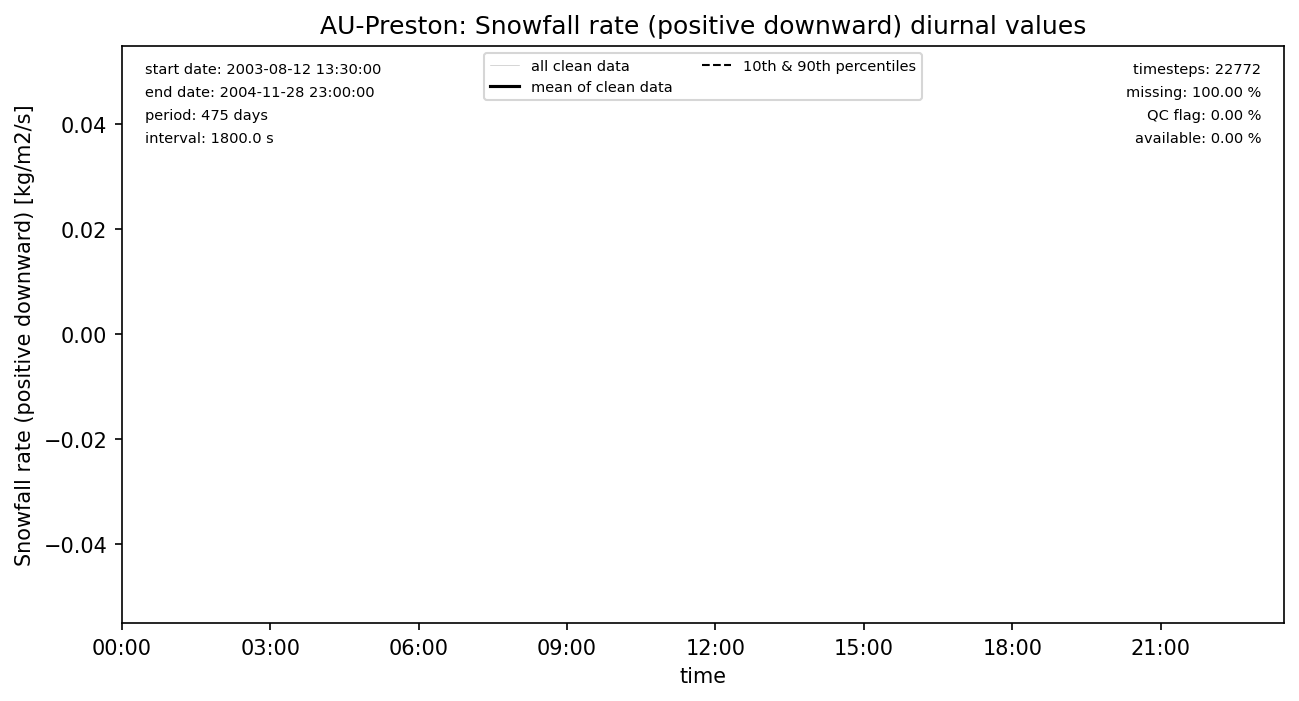 AU-Preston: Snowfall rate (positive downward) diurnal values
start date: 2003-08-12 13:30:00
end date: 2004-11-28 23:00:00
period: 475 days
interval: 1800.0 s
all clean data
mean of clean data
10th & 90th percentiles
timesteps: 22772
missing: 100.00 %
QC flag: 0.00 %
available: 0.00 %
Snowfall rate (positive downward) [kg/m2/s]
0.04
0.02
0.00
−0.02
−0.04
00:00 03:00 06:00 09:00 12:00 15:00 18:00 21:00
time